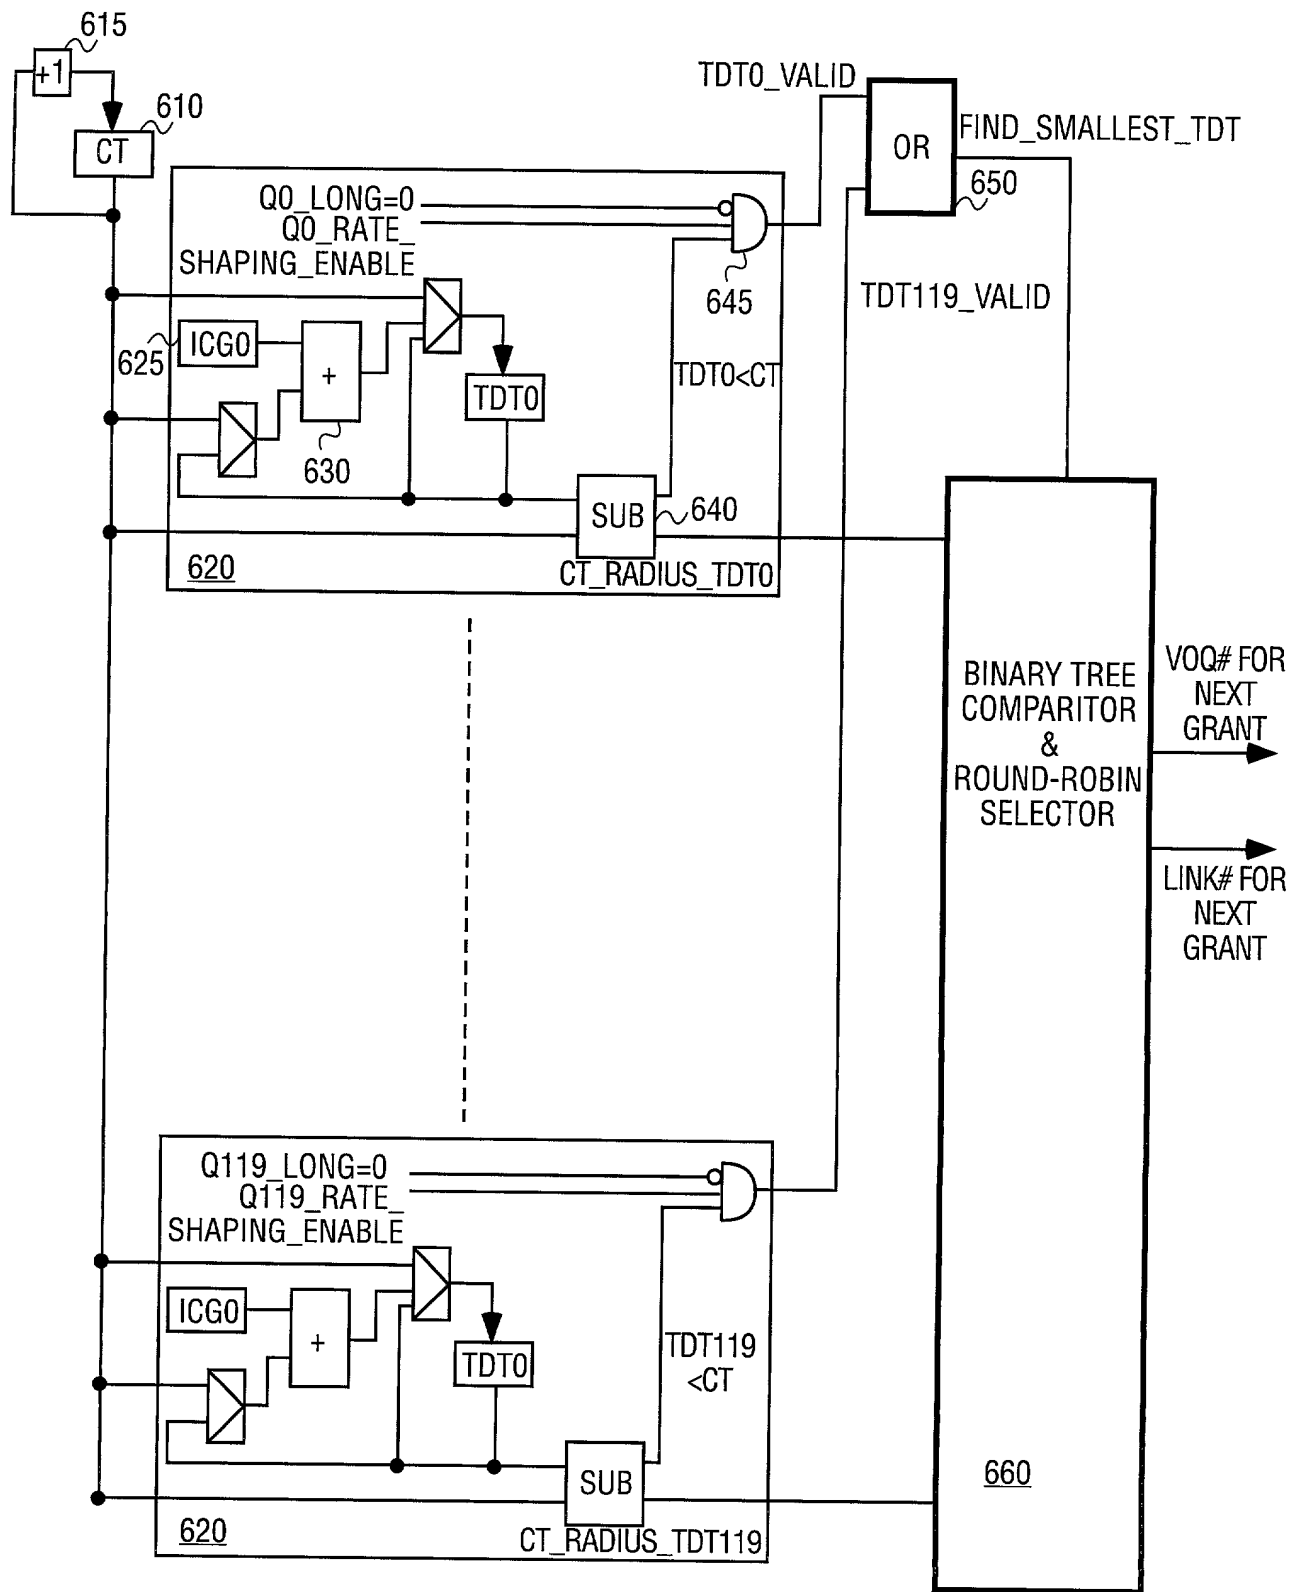 615
+1
610
CT
TDT0_VALID
OR
FIND_SMALLEST_TDT
650
Q0_LONG=0
Q0_RATE_
SHAPING_ENABLE
645
TDT119_VALID
ICG0
625
+
TDT0
TDT0<CT
630
SUB
640
620
CT_RADIUS_TDT0
BINARY TREE
COMPARITOR
&
ROUND-ROBIN
SELECTOR
VOQ# FOR
NEXT
GRANT
LINK# FOR
NEXT
GRANT
Q119_LONG=0
Q119_RATE_
SHAPING_ENABLE
ICG0
+
TDT0
TDT119
<CT
SUB
660
620
CT_RADIUS_TDT119